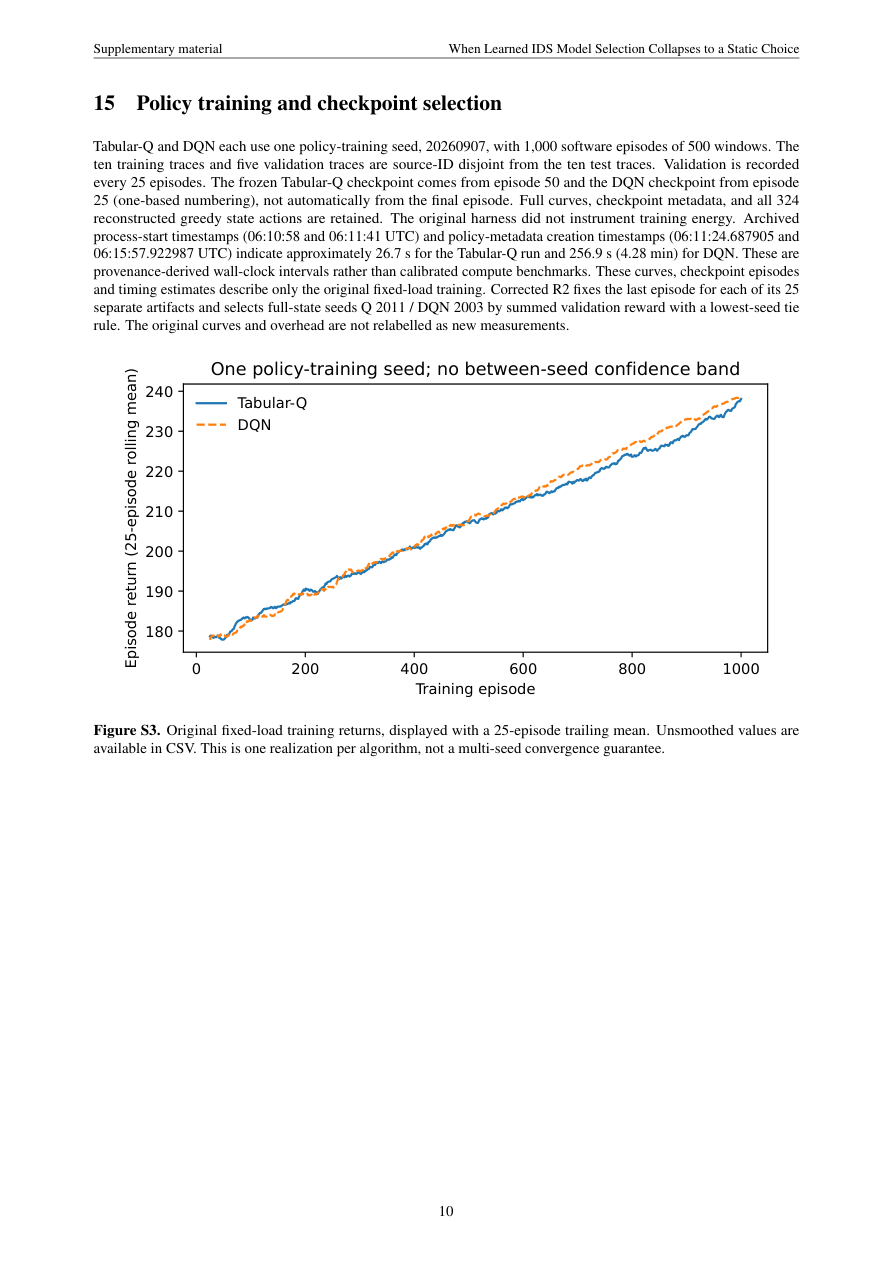 Supplementary material When Learned IDS Model Selection Collapses to a Static Choice
15 Policy training and checkpoint selection
Tabular-Q and DQN each use one policy-training seed, 20260907, with 1,000 software episodes of 500 windows. The
ten training traces and five validation traces are source-ID disjoint from the ten test traces. Validation is recorded
every 25 episodes. The frozen Tabular-Q checkpoint comes from episode 50 and the DQN checkpoint from episode
25 (one-based numbering), not automatically from the final episode. Full curves, checkpoint metadata, and all 324
reconstructed greedy state actions are retained. The original harness did not instrument training energy. Archived
process-start timestamps (06:10:58 and 06:11:41 UTC) and policy-metadata creation timestamps (06:11:24.687905 and
06:15:57.922987 UTC) indicate approximately 26.7 s for the Tabular-Q run and 256.9 s (4.28 min) for DQN. These are
provenance-derived wall-clock intervals rather than calibrated compute benchmarks. These curves, checkpoint episodes
and timing estimates describe only the original fixed-load training. Corrected R2 fixes the last episode for each of its 25
separate artifacts and selects full-state seeds Q 2011 / DQN 2003 by summed validation reward with a lowest-seed tie
rule. The original curves and overhead are not relabelled as new measurements.
One policy-training seed; no between-seed confidence band
Episode return (25-episode rolling mean)
240
230
220
210
200
190
180
Tabular-Q
DQN
0 200 400 600 800 1000
Training episode
Figure S3. Original fixed-load training returns, displayed with a 25-episode trailing mean. Unsmoothed values are
available in CSV. This is one realization per algorithm, not a multi-seed convergence guarantee.
10